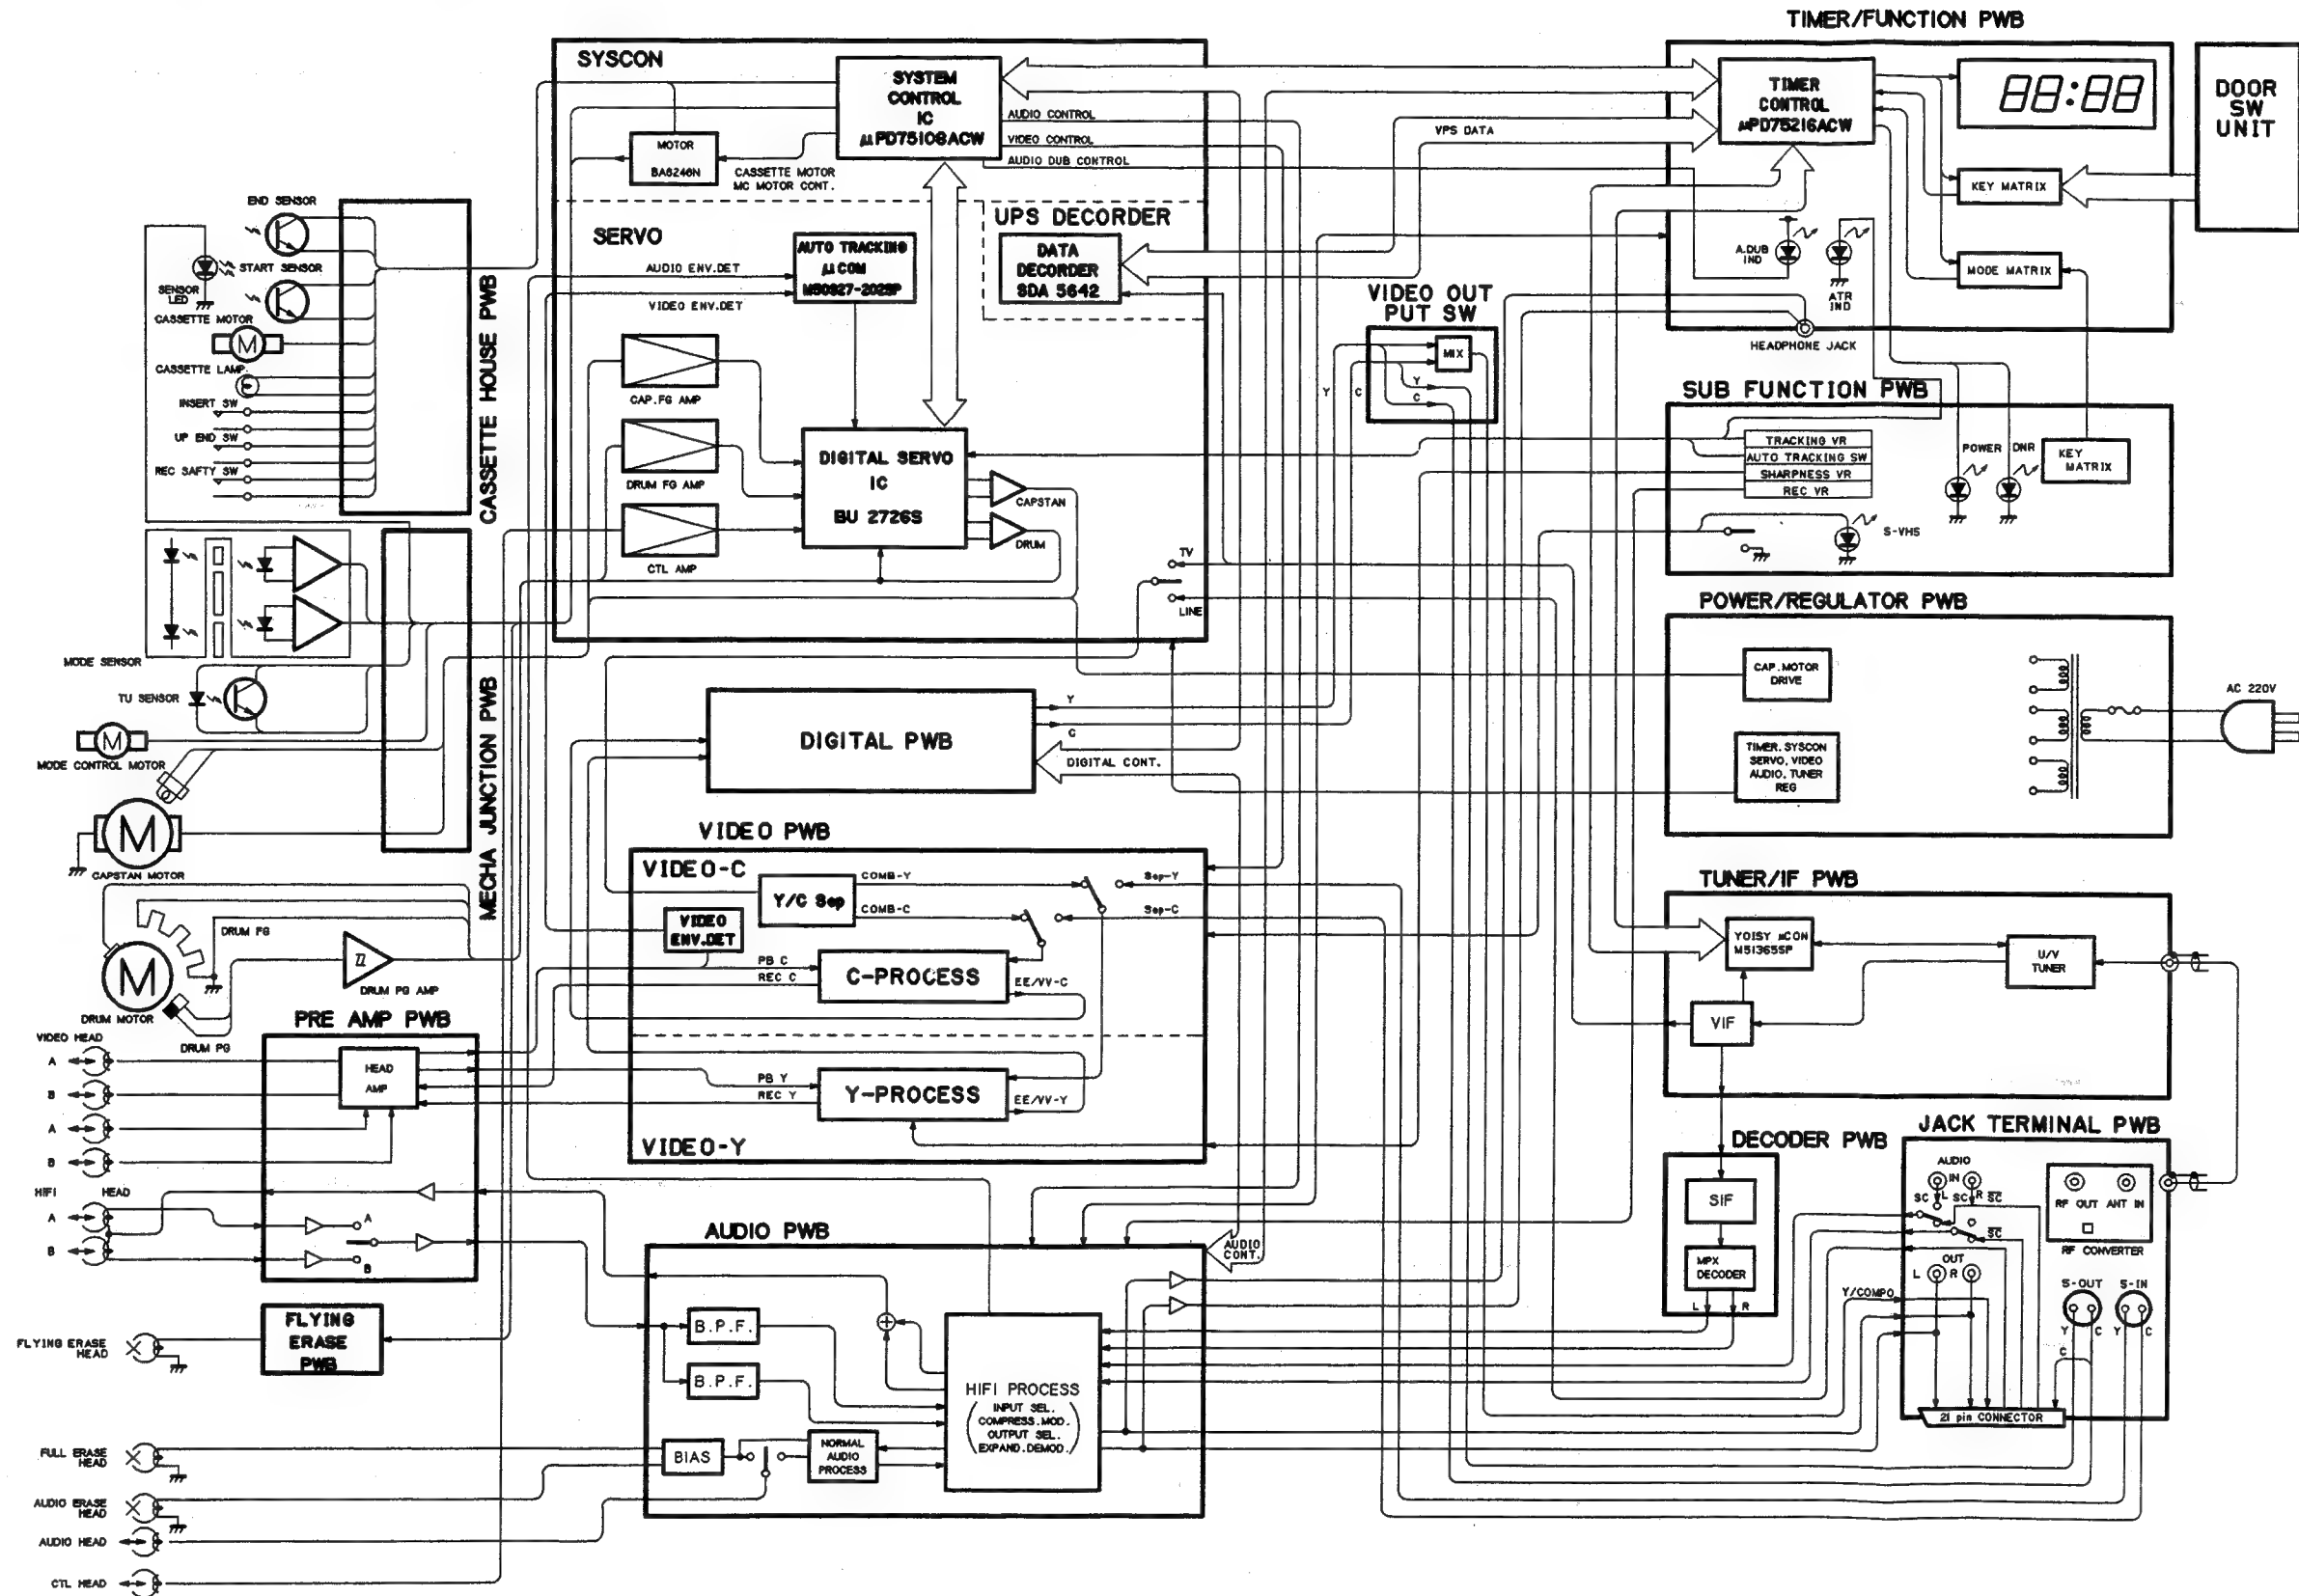 TIMER/FUNCTION PWB
SYSCON
SYSTEM
CONTROL
IC
μPD75108ACW
MOTOR
BA6246N
CASSETTE MOTOR
MC MOTOR CONT.
AUDIO CONTROL
VIDEO CONTROL
AUDIO DUB CONTROL
VPS DATA
TIMER
CONTROL
μPD75216ACW
88:88
DOOR
SW
UNIT
KEY MATRIX
MODE MATRIX
A.DUB
IND
ATR
IND
HEADPHONE JACK
UPS DECORDER
DATA
DECORDER
SDA 5642
SERVO
AUTO TRACKING
μCOM
M50927-202SP
AUDIO ENV.DET
VIDEO ENV.DET
CAP.FG AMP
DRUM FG AMP
CTL AMP
DIGITAL SERVO
IC
BU 2726S
CAPSTAN
DRUM
TV
LINE
VIDEO OUT
PUT SW
MIX
Y
C
Y
C
END SENSOR
START SENSOR
SENSOR
LED
CASSETTE MOTOR
M
CASSETTE LAMP
INSERT SW
UP END SW
REC SAFTY SW
CASSETTE HOUSE PWB
MODE SENSOR
TU SENSOR
M
MODE CONTROL MOTOR
M
CAPSTAN MOTOR
MECHA JUNCTION PWB
SUB FUNCTION PWB
TRACKING VR
AUTO TRACKING SW
SHARPNESS VR
REC VR
POWER
DNR
KEY
MATRIX
S-VHS
POWER/REGULATOR PWB
CAP.MOTOR
DRIVE
TIMER.SYSCON
SERVO.VIDEO
AUDIO.TUNER
REG
AC 220V
DIGITAL PWB
Y
C
DIGITAL CONT.
VIDEO PWB
VIDEO-C
Y/C Sep
COMB-Y
COMB-C
Sep-Y
Sep-C
VIDEO
ENV.DET
PB C
REC C
C-PROCESS
EE/VV-C
PB Y
REC Y
Y-PROCESS
EE/VV-Y
VIDEO-Y
M
DRUM FG
DRUM PG AMP
DRUM MOTOR
DRUM PG
PRE AMP PWB
VIDEO HEAD
A
B
A
B
HEAD
AMP
HIFI HEAD
A
B
A
B
FLYING
ERASE
PWB
FLYING ERASE
HEAD
FULL ERASE
HEAD
AUDIO ERASE
HEAD
AUDIO HEAD
CTL HEAD
AUDIO PWB
AUDIO
CONT.
B.P.F.
B.P.F.
HIFI PROCESS
INPUT SEL.
COMPRESS.MOD.
OUTPUT SEL.
EXPAND.DEMOD.
BIAS
NORMAL
AUDIO
PROCESS
TUNER/IF PWB
YOISY μCON
M51365SP
U/V
TUNER
VIF
DECODER PWB
SIF
MPX
DECODER
L
R
JACK TERMINAL PWB
AUDIO
IN
SC L SC R SC
SC
OUT
L R
RF OUT ANT IN
RF CONVERTER
S-OUT S-IN
Y C Y C
C
Y/COMPO
21 pin CONNECTOR